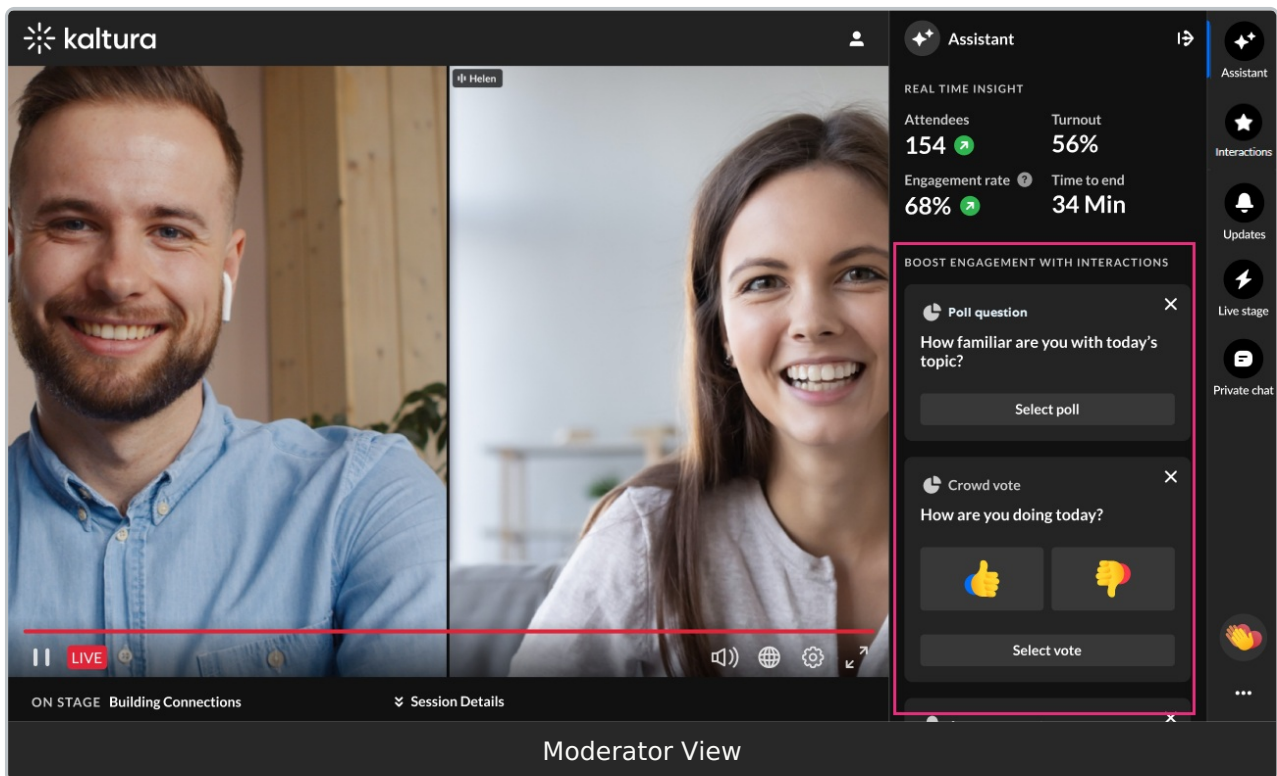 kaltura
Helen
LIVE
ON STAGE Building Connections
Session Details
Assistant
REAL TIME INSIGHT
Attendees
154
Turnout
56%
Engagement rate ?
68%
Time to end
34 Min
BOOST ENGAGEMENT WITH INTERACTIONS
Poll question
How familiar are you with today's
topic?
Select poll
Crowd vote
How are you doing today?
Select vote
Assistant
Interactions
Updates
Live stage
Private chat
Moderator View